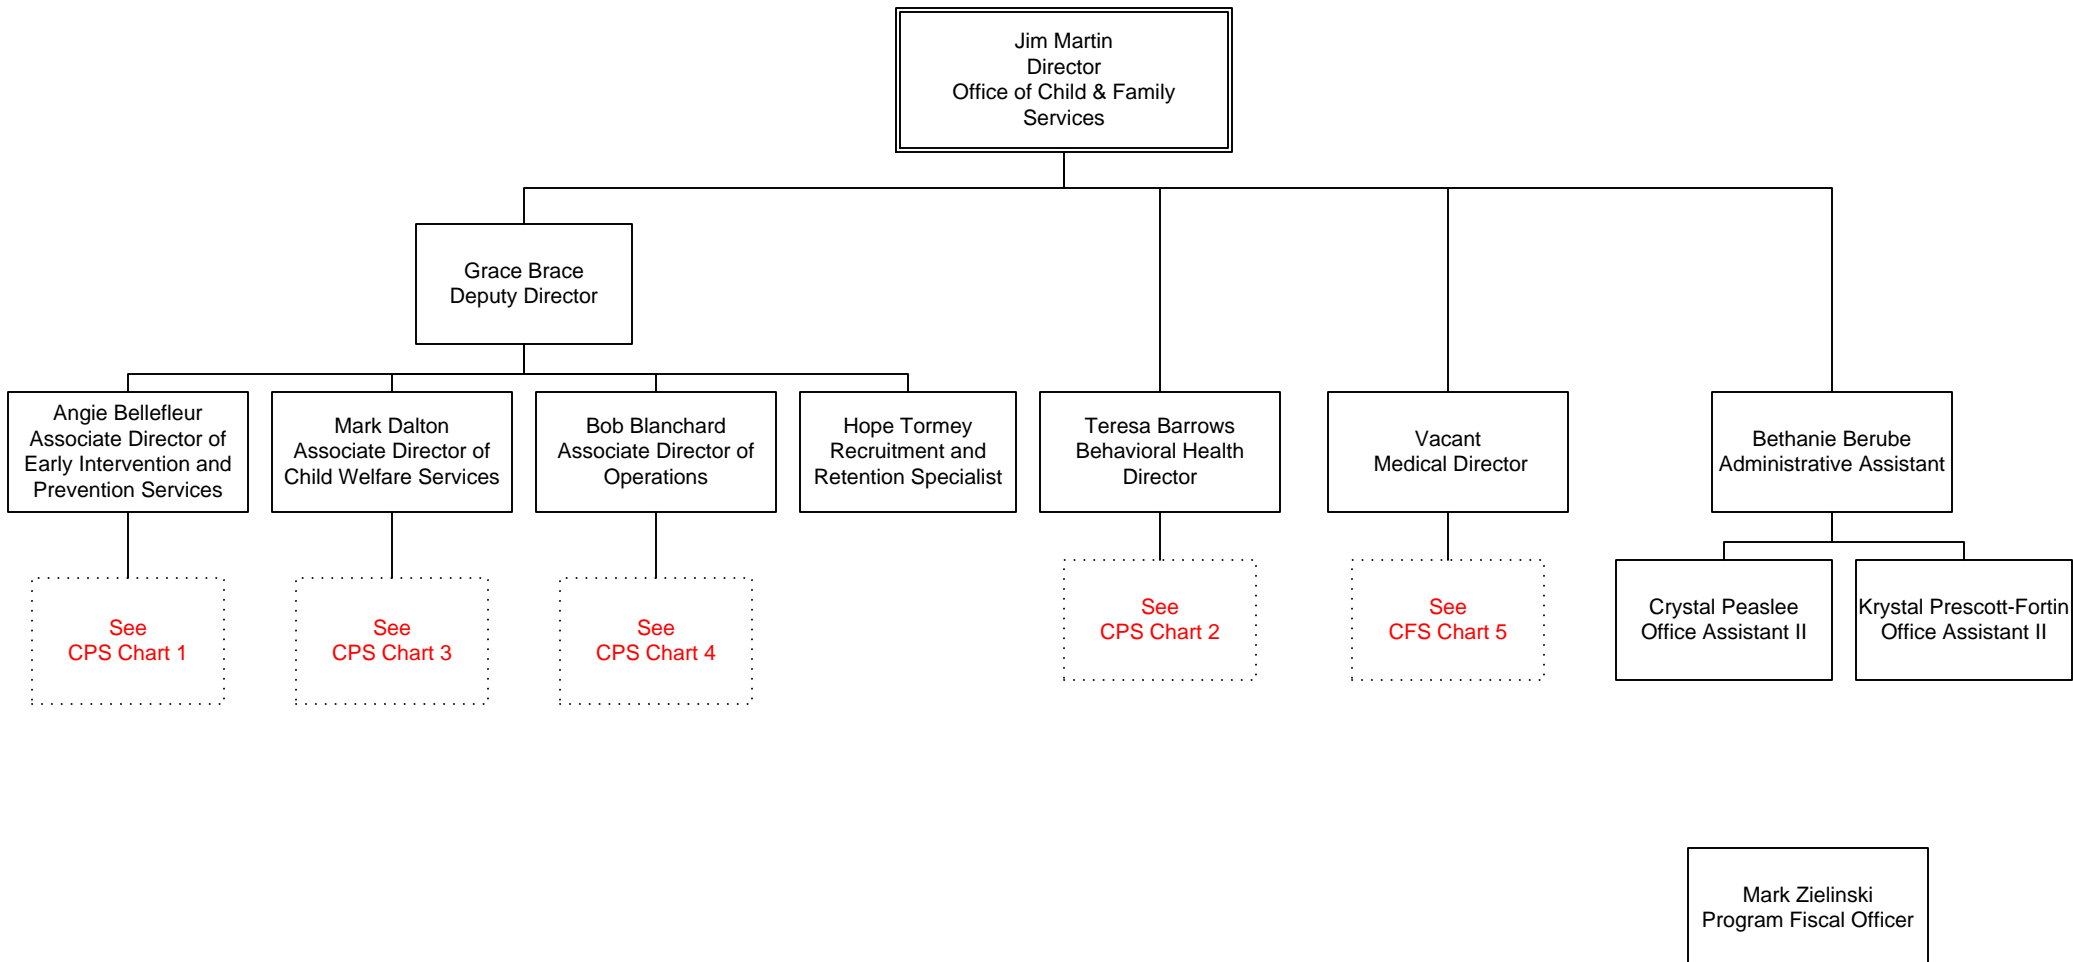 Jim Martin
Director
Office of Child & Family
Services
Grace Brace
Deputy Director
Angie Bellefleur
Associate Director of
Early Intervention and
Prevention Services
Mark Dalton
Associate Director of
Child Welfare Services
Bob Blanchard
Associate Director of
Operations
Hope Tormey
Recruitment and
Retention Specialist
Teresa Barrows
Behavioral Health
Director
Vacant
Medical Director
Bethanie Berube
Administrative Assistant
See
CPS Chart 1
See
CPS Chart 3
See
CPS Chart 4
See
CPS Chart 2
See
CFS Chart 5
Crystal Peaslee
Office Assistant II
Krystal Prescott-Fortin
Office Assistant II
Mark Zielinski
Program Fiscal Officer